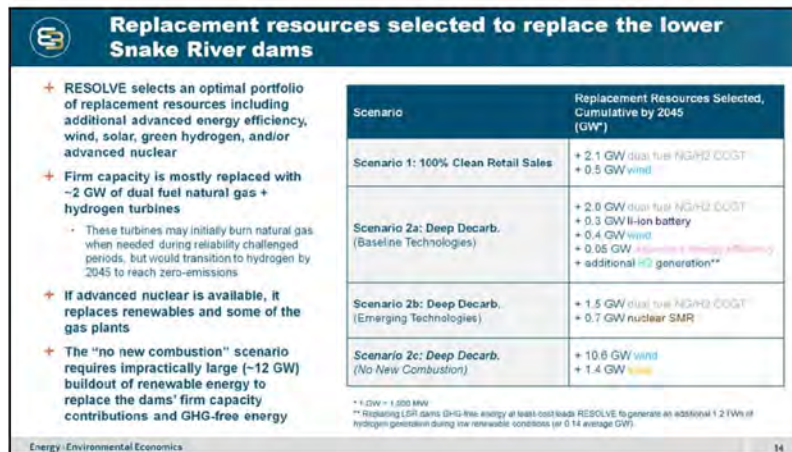 Replacement resources selected to replace the lower
Snake River dams
+ RESOLVE selects an optimal portfolio
of replacement resources including
additional advanced energy efficiency,
wind, solar, green hydrogen, and/or
advanced nuclear
+ Firm capacity is mostly replaced with
~2 GW of dual fuel natural gas +
hydrogen turbines
• These turbines may initially burn natural gas
when needed during reliability challenged
periods, but would transition to hydrogen by
2045 to reach zero-emissions
+ If advanced nuclear is available, it
replaces renewables and some of the
gas plants
+ The “no new combustion” scenario
requires impractically large (~12 GW)
buildout of renewable energy to
replace the dams’ firm capacity
contributions and GHG-free energy
Scenario
Replacement Resources Selected,
Cumulative by 2045
(GW*)
Scenario 1: 100% Clean Retail Sales
+ 2.1 GW dual fuel NG/H2 CCGT
+ 0.5 GW wind
Scenario 2a: Deep Decarb.
(Baseline Technologies)
+ 2.0 GW dual fuel NG/H2 CCGT
+ 0.3 GW li-ion battery
+ 0.4 GW wind
+ 0.05 GW energy efficiency
+ additional H2 generation**
Scenario 2b: Deep Decarb.
(Emerging Technologies)
+ 1.5 GW dual fuel NG/H2 CCGT
+ 0.7 GW nuclear SMR
Scenario 2c: Deep Decarb.
(No New Combustion)
+ 10.6 GW wind
+ 1.4 GW solar
* 1 GW = 1,000 MW
** Replacing LSR dams GHG-free energy at least-cost leads RESOLVE to generate an additional 1.2 TWh of
hydrogen generation during low renewable conditions (or 0.14 average GW).
Energy+Environmental Economics
14